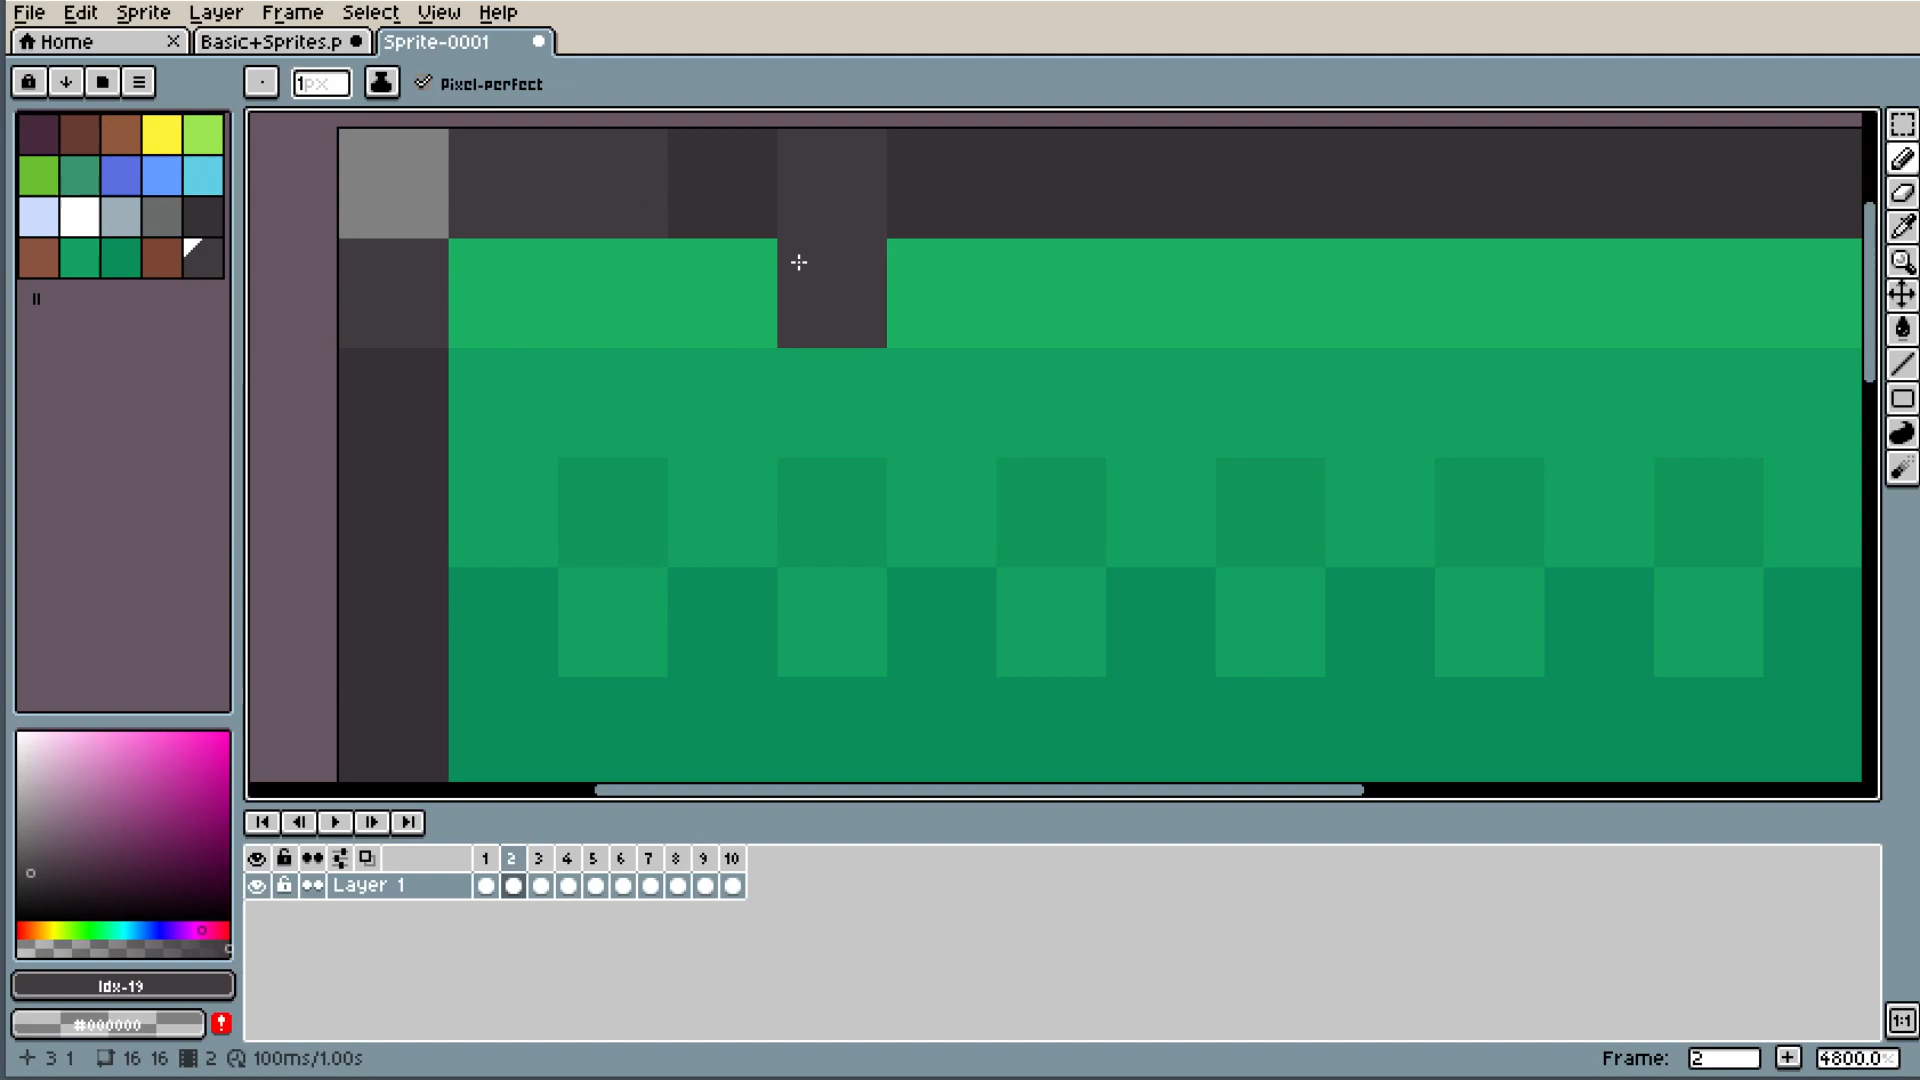 File Edit Sprite Layer Frame Select View Help
Home Basic+Sprites.p Sprite-0001
1px Pixel-perfect
1 2 3 4 5 6 7 8 9 10
Layer 1
Idx-19
#000000
3 1 16 16 2 100ms/1.00s
Frame: 2 4800.0%
1:1